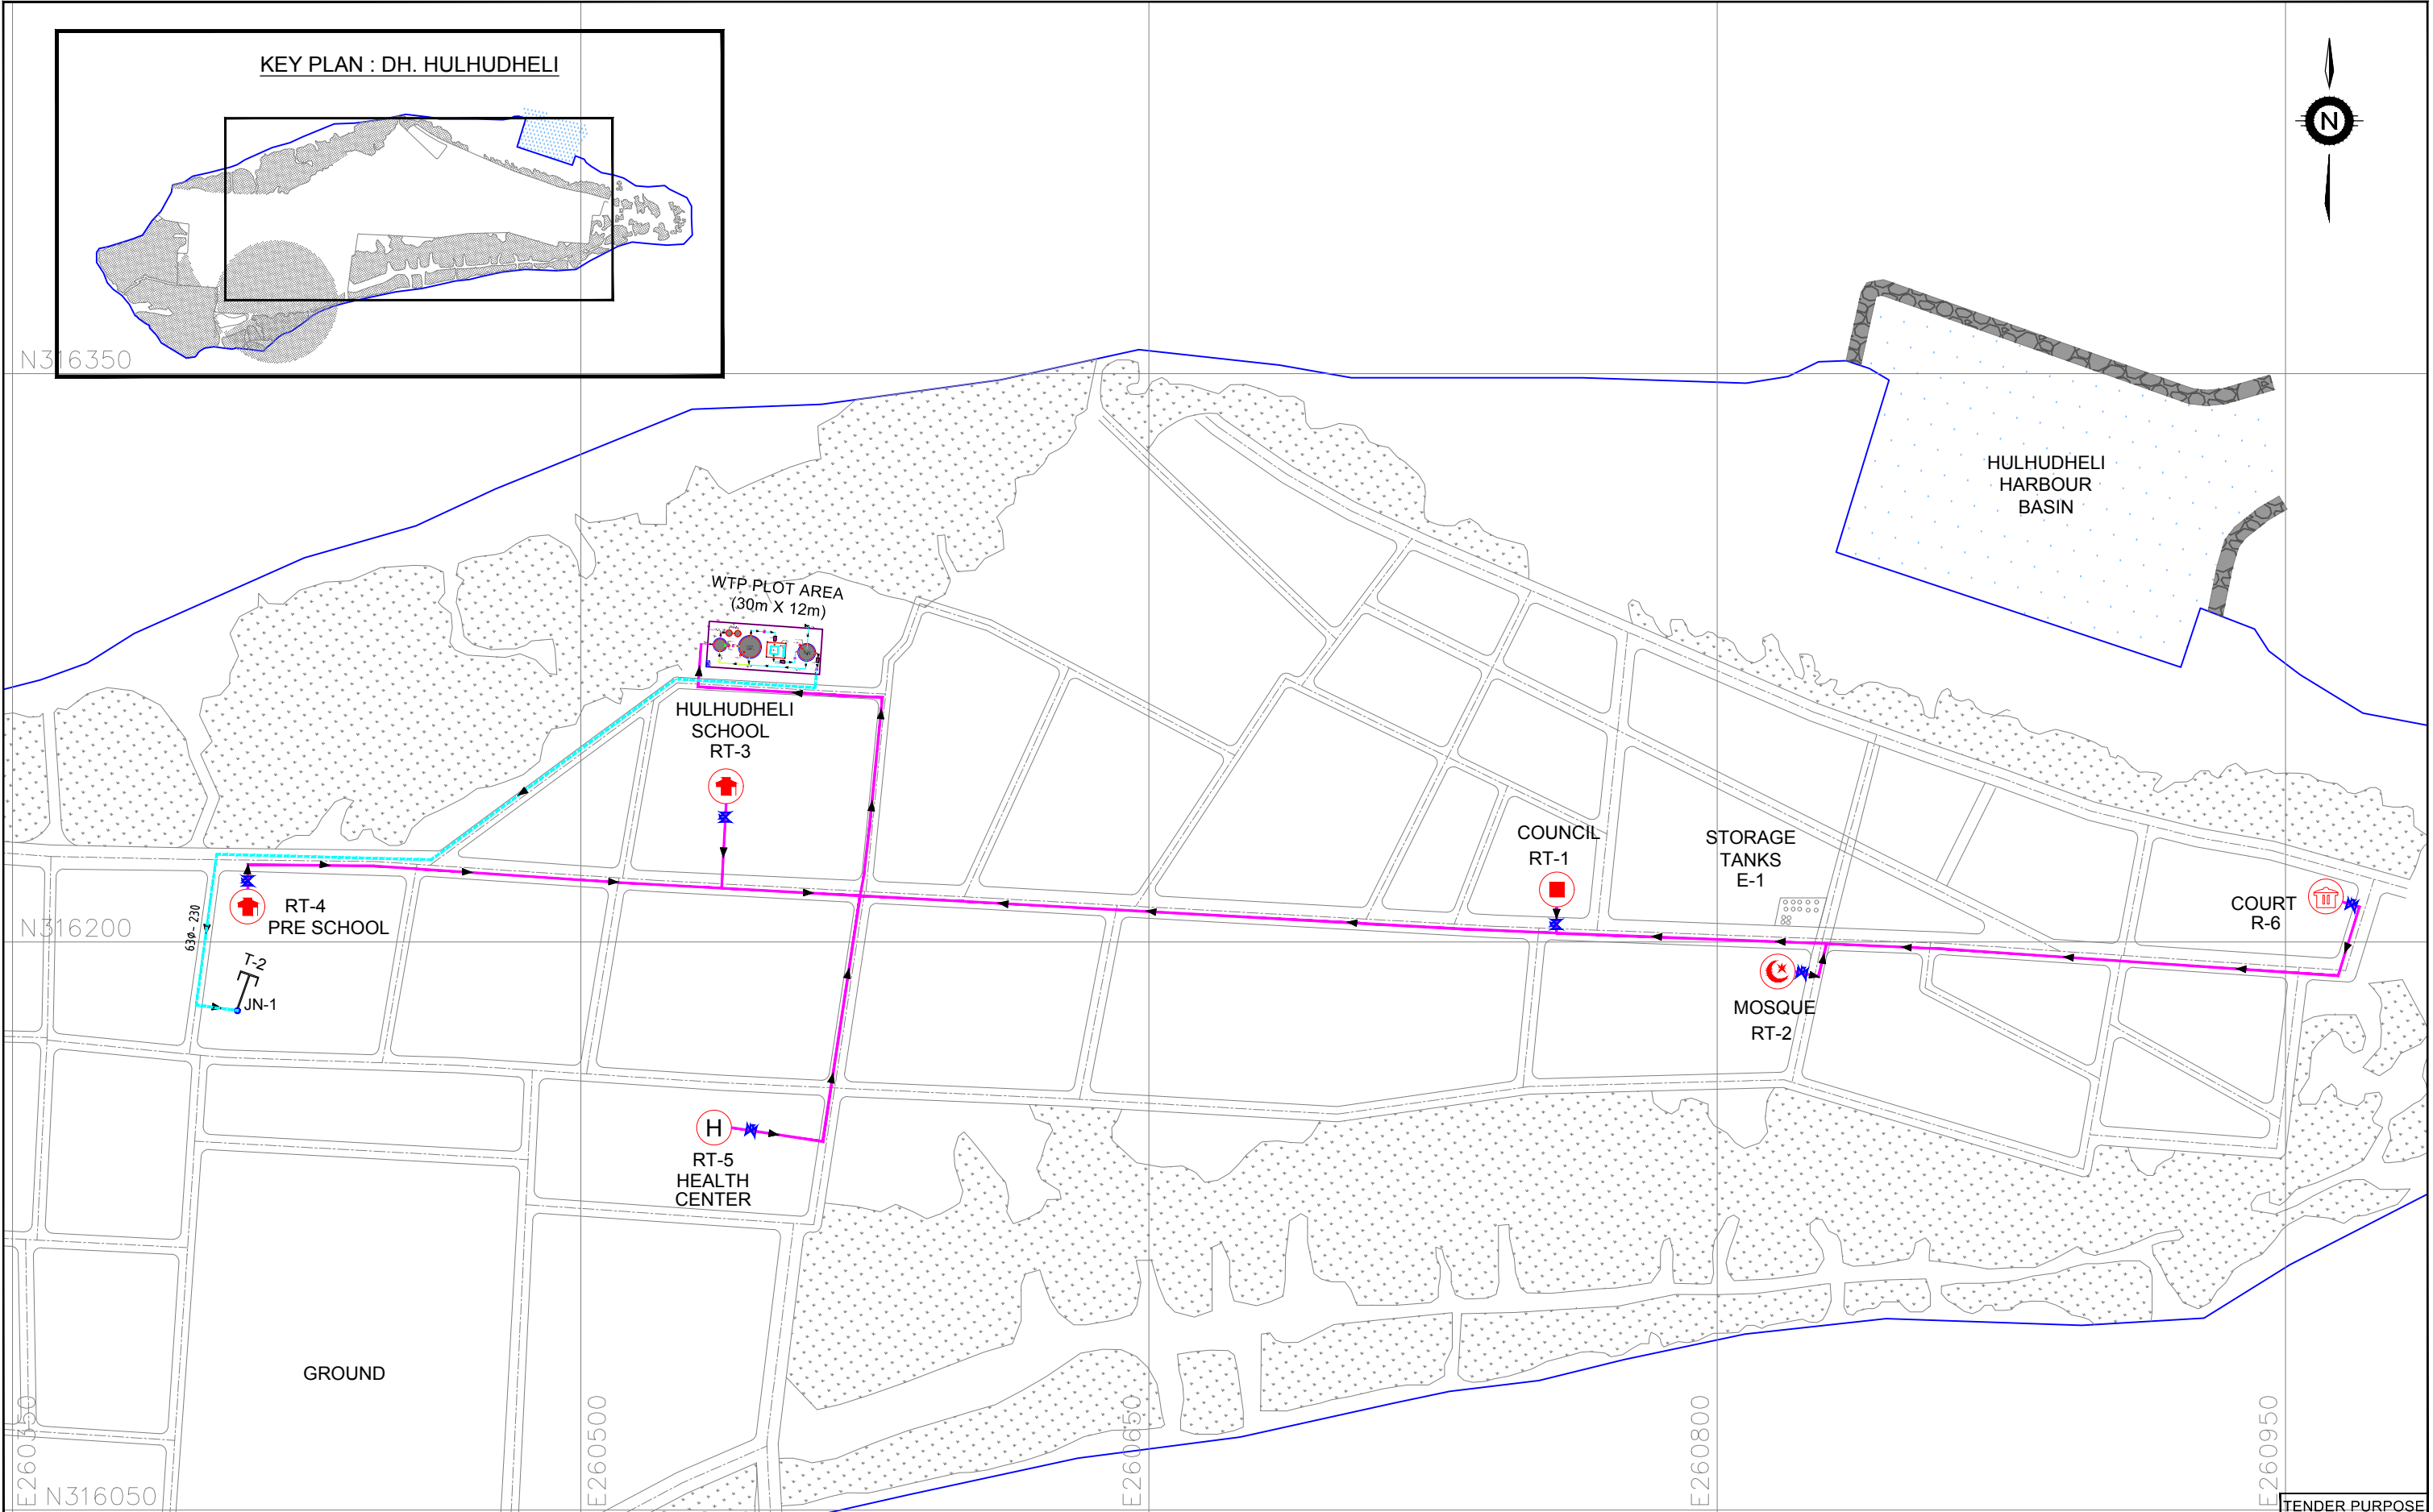 KEY PLAN : DH. HULHUDHELI
N
N316350
HULHUDHELI
HARBOUR
BASIN
WTP PLOT AREA
(30m X 12m)
HULHUDHELI
SCHOOL
RT-3
COUNCIL
RT-1
STORAGE
TANKS
E-1
COURT
R-6
RT-4
PRE SCHOOL
63Ø- 230
N316200
T-2
JN-1
MOSQUE
RT-2
H
RT-5
HEALTH
CENTER
GROUND
E260350
E260500
E260650
E260800
E260950
N316050
TENDER PURPOSE